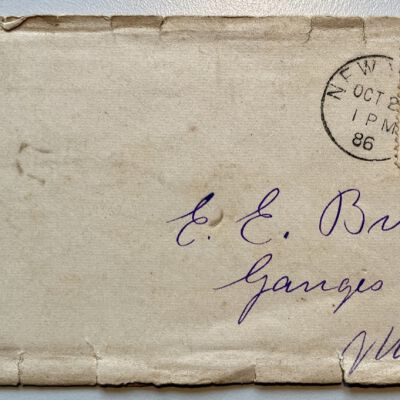 NEW Y
OCT 2
1 PM
86
E. E. Br
Ganges